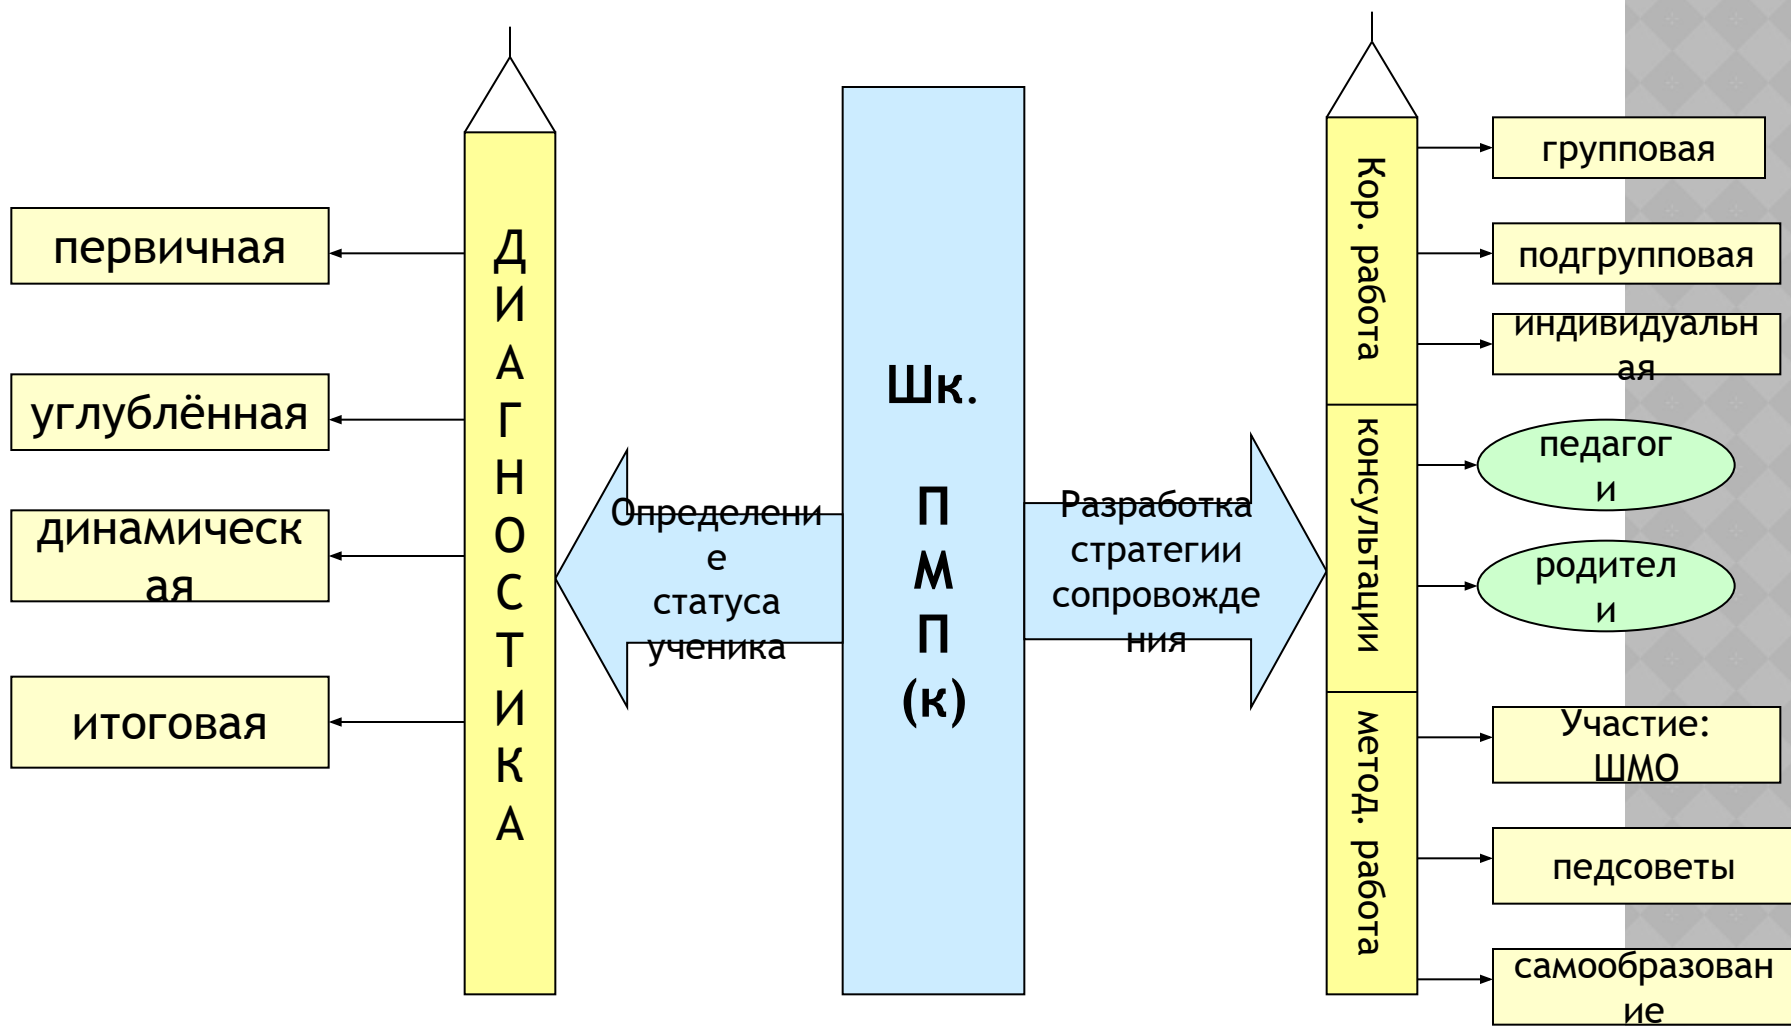 первичная
углублённая
динамическ
ая
итоговая
Д
И
А
Г
Н
О
С
Т
И
К
А
Определени
е
статуса
ученика
Шк.
П
М
П
(к)
Разработка
стратегии
сопровожде
ния
Кор. работа
консультации
метод. работа
групповая
подгрупповая
индивидуальн
ая
педагог
и
родител
и
Участие:
ШМО
педсоветы
самообразован
ие